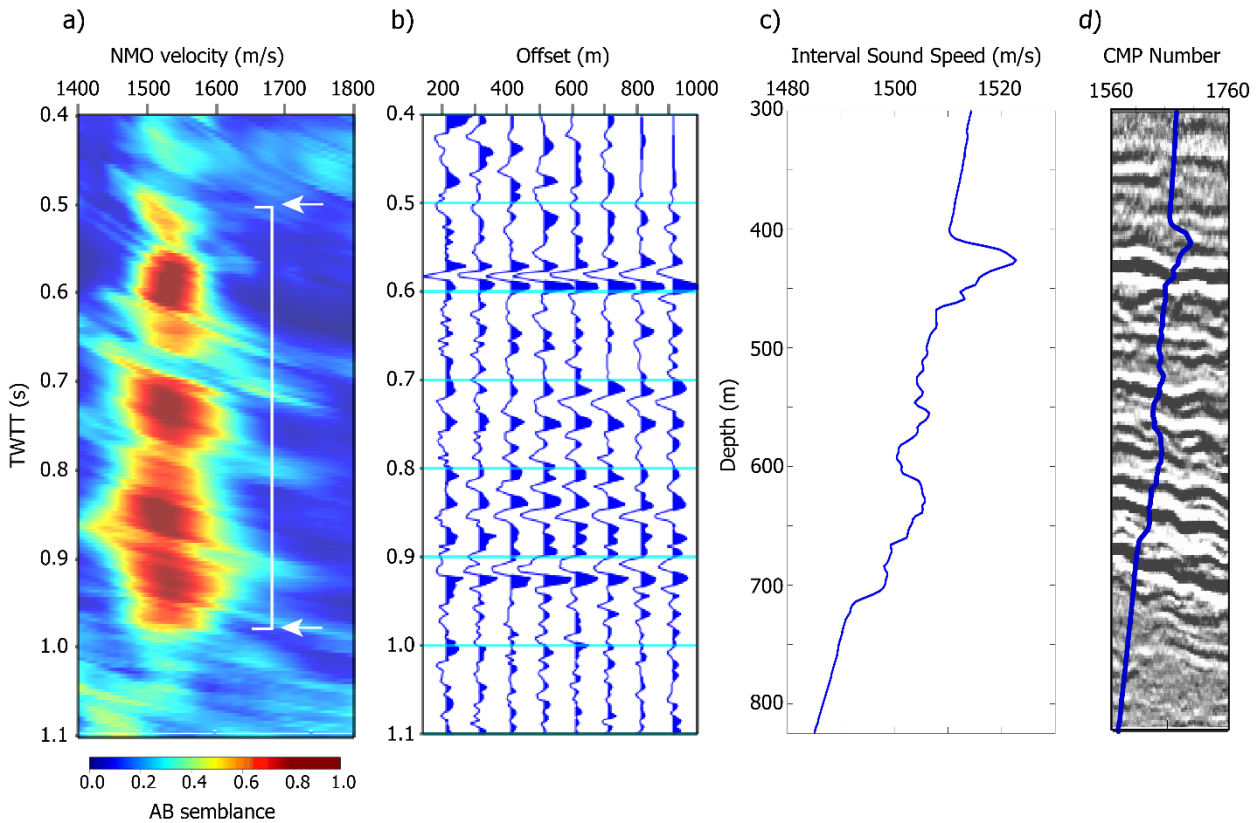 a)
NMO velocity (m/s)
1400 1500 1600 1700 1800
TWTT (s)
0.4
0.5
0.6
0.7
0.8
0.9
1.0
1.1
0.0 0.2 0.4 0.6 0.8 1.0
AB semblance
b)
Offset (m)
200 400 600 800 1000
0.4
0.5
0.6
0.7
0.8
0.9
1.0
1.1
c)
Interval Sound Speed (m/s)
1480 1500 1520
Depth (m)
300
400
500
600
700
800
d)
CMP Number
1560 1760